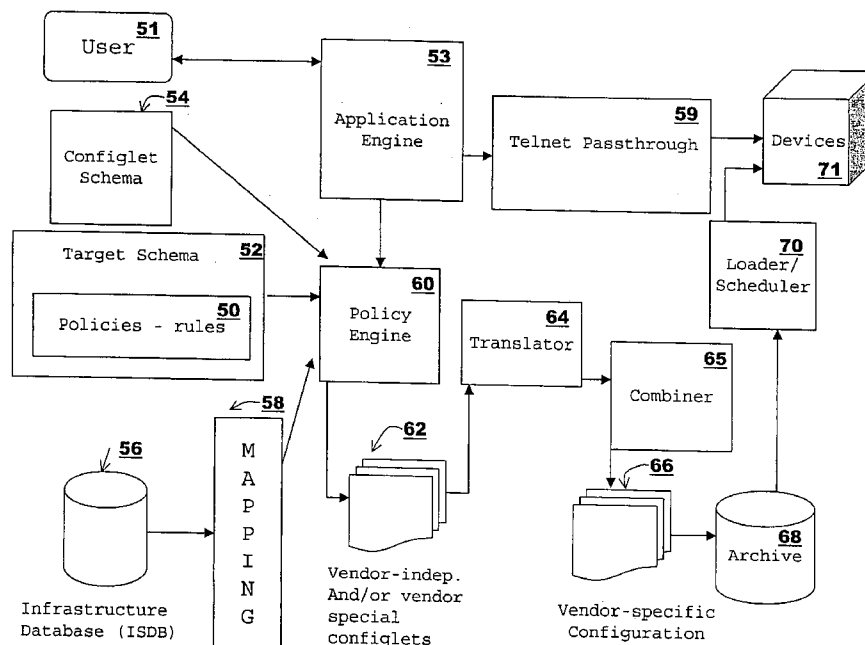 51
User
53
Application
Engine
59
Telnet Passthrough
Devices
71
54
Configlet
Schema
Target Schema
52
50
Policies - rules
60
Policy
Engine
64
Translator
70
Loader/
Scheduler
65
Combiner
58
MAPPING
56
Infrastructure
Database (ISDB)
62
Vendor-indep.
And/or vendor
special
configlets
66
Vendor-specific
Configuration
68
Archive